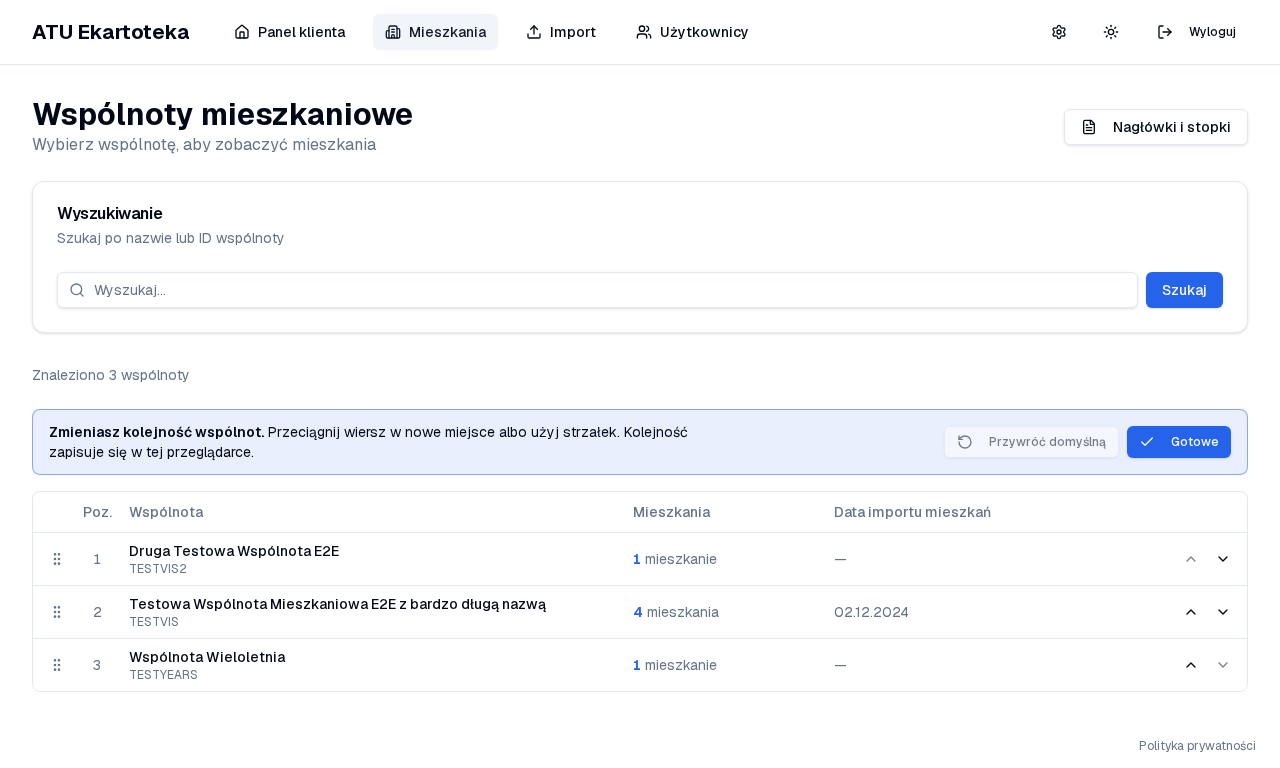 ATU Ekartoteka
Panel klienta
Mieszkania
Import
Użytkownicy
Wyloguj
Wspólnoty mieszkaniowe
Wybierz wspólnotę, aby zobaczyć mieszkania
Nagłówki i stopki
Wyszukiwanie
Szukaj po nazwie lub ID wspólnoty
Wyszukaj...
Szukaj
Znaleziono 3 wspólnoty
Zmieniasz kolejność wspólnot. Przeciągnij wiersz w nowe miejsce albo użyj strzałek. Kolejność
zapisuje się w tej przeglądarce.
Przywróć domyślną
Gotowe
Poz. Wspólnota Mieszkania Data importu mieszkań
1 Druga Testowa Wspólnota E2E 1 mieszkanie —
TESTVIS2
2 Testowa Wspólnota Mieszkaniowa E2E z bardzo długą nazwą 4 mieszkania 02.12.2024
TESTVIS
3 Wspólnota Wieloletnia 1 mieszkanie —
TESTYEARS
Polityka prywatności